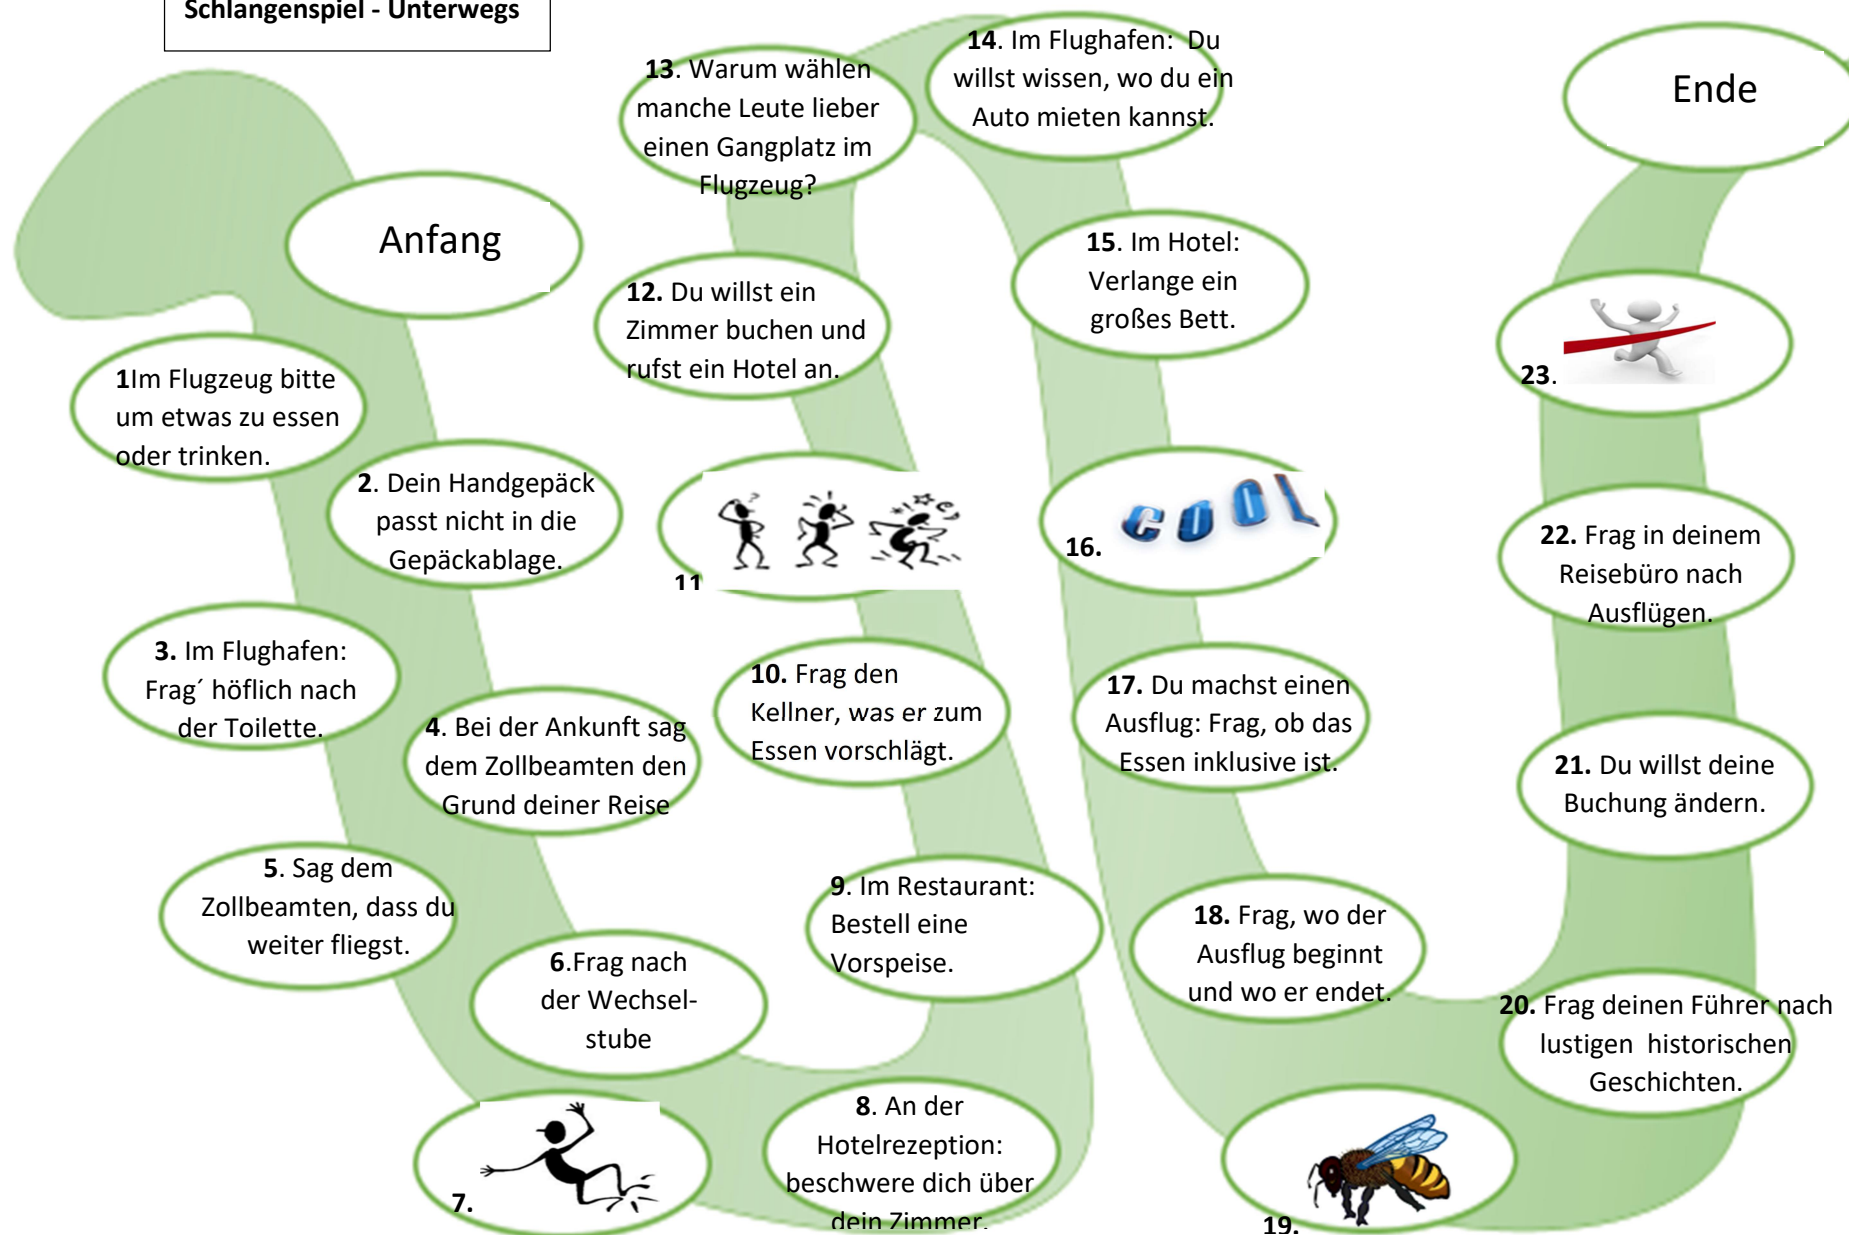 Schlangenspiel - Unterwegs
Anfang
1Im Flugzeug bitte
um etwas zu essen
oder trinken.
2. Dein Handgepäck
passt nicht in die
Gepäckablage.
3. Im Flughafen:
Frag´ höflich nach
der Toilette.
4. Bei der Ankunft sag
dem Zollbeamten den
Grund deiner Reise
5. Sag dem
Zollbeamten, dass du
weiter fliegst.
6.Frag nach
der Wechsel-
stube
7.
8. An der
Hotelrezeption:
beschwere dich über
dein Zimmer.
9. Im Restaurant:
Bestell eine
Vorspeise.
10. Frag den
Kellner, was er zum
Essen vorschlägt.
11
12. Du willst ein
Zimmer buchen und
rufst ein Hotel an.
13. Warum wählen
manche Leute lieber
einen Gangplatz im
Flugzeug?
14. Im Flughafen: Du
willst wissen, wo du ein
Auto mieten kannst.
15. Im Hotel:
Verlange ein
großes Bett.
16.
COOL
17. Du machst einen
Ausflug: Frag, ob das
Essen inklusive ist.
18. Frag, wo der
Ausflug beginnt
und wo er endet.
19.
20. Frag deinen Führer nach
lustigen historischen
Geschichten.
21. Du willst deine
Buchung ändern.
22. Frag in deinem
Reisebüro nach
Ausflügen.
23.
Ende